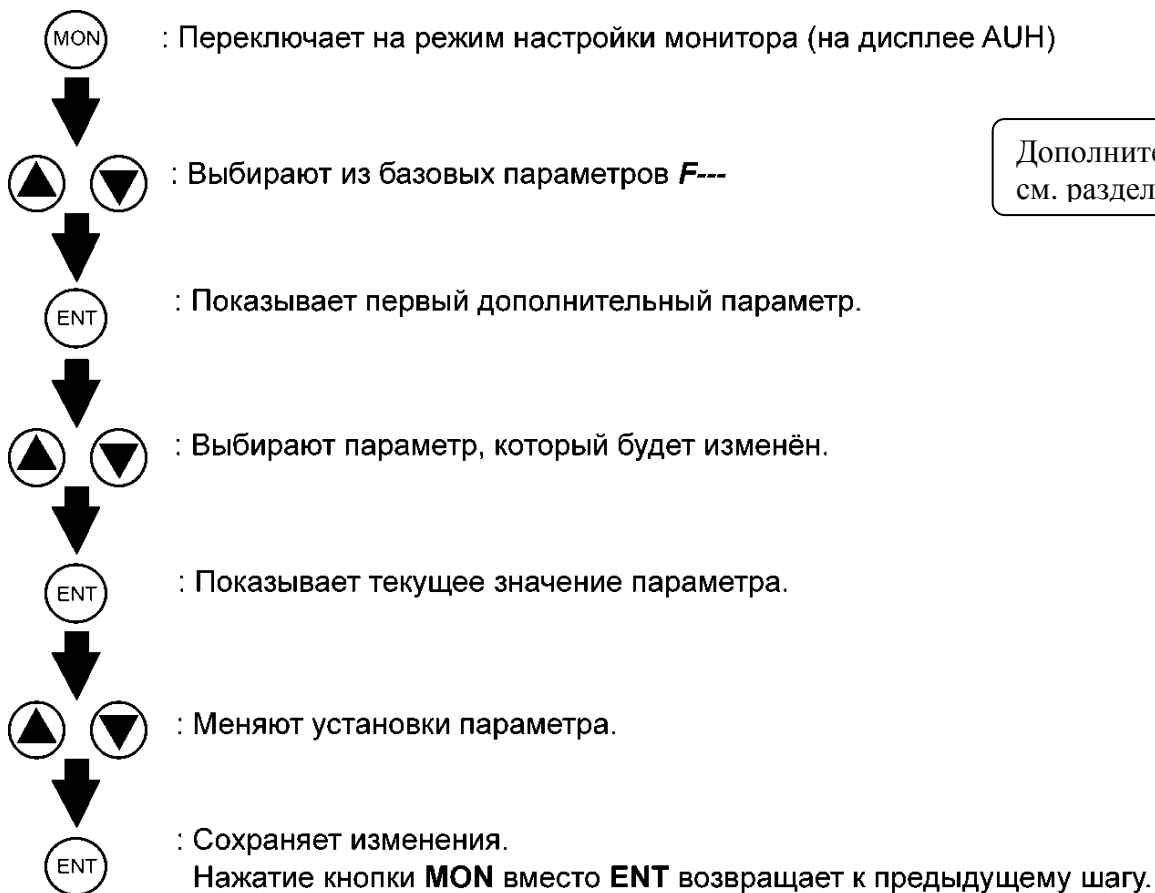 MON : Переключает на режим настройки монитора (на дисплее AUH)
Дополните
см. раздел
: Выбирают из базовых параметров F---
ENT : Показывает первый дополнительный параметр.
: Выбирают параметр, который будет изменён.
ENT : Показывает текущее значение параметра.
: Меняют установки параметра.
ENT : Сохраняет изменения.
Нажатие кнопки MON вместо ENT возвращает к предыдущему шагу.